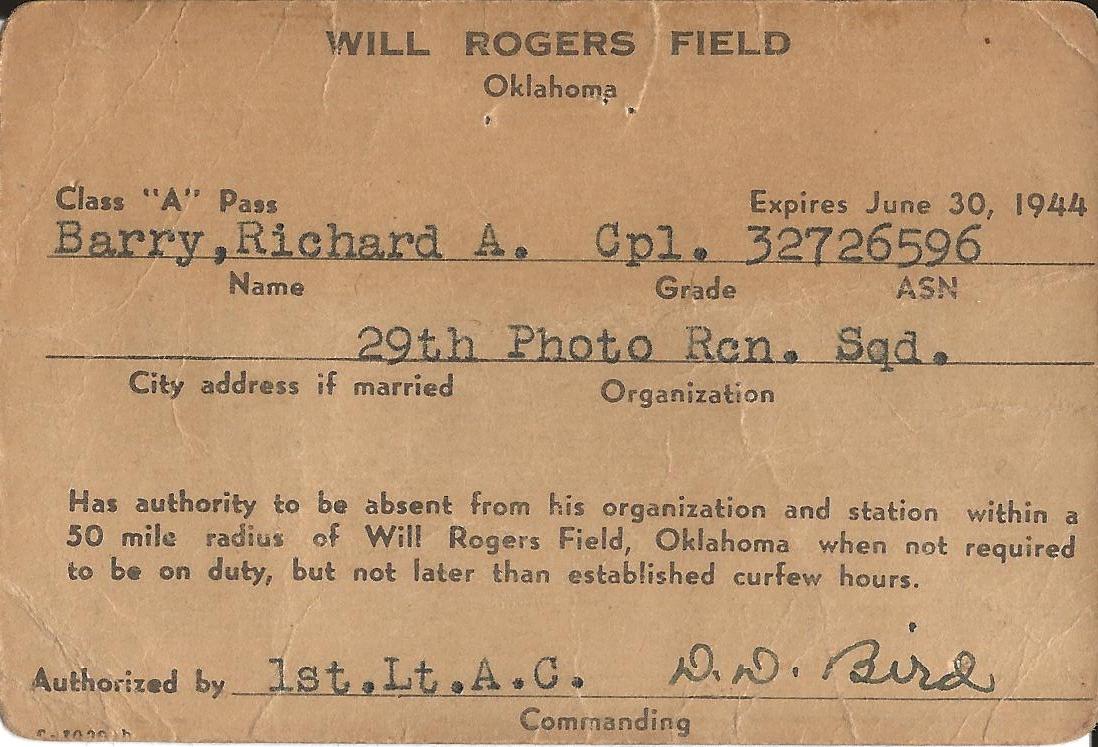 WILL ROGERS FIELD
Oklahoma
Class "A" Pass Expires June 30, 1944
Barry,Richard A. Cpl. 32726596
Name Grade ASN
29th Photo Rcn. Sqd.
City address if married Organization
Has authority to be absent from his organization and station within a
50 mile radius of Will Rogers Field, Oklahoma when not required
to be on duty, but not later than established curfew hours.
Authorized by 1st.Lt.A.C. D.D. Bird
Commanding